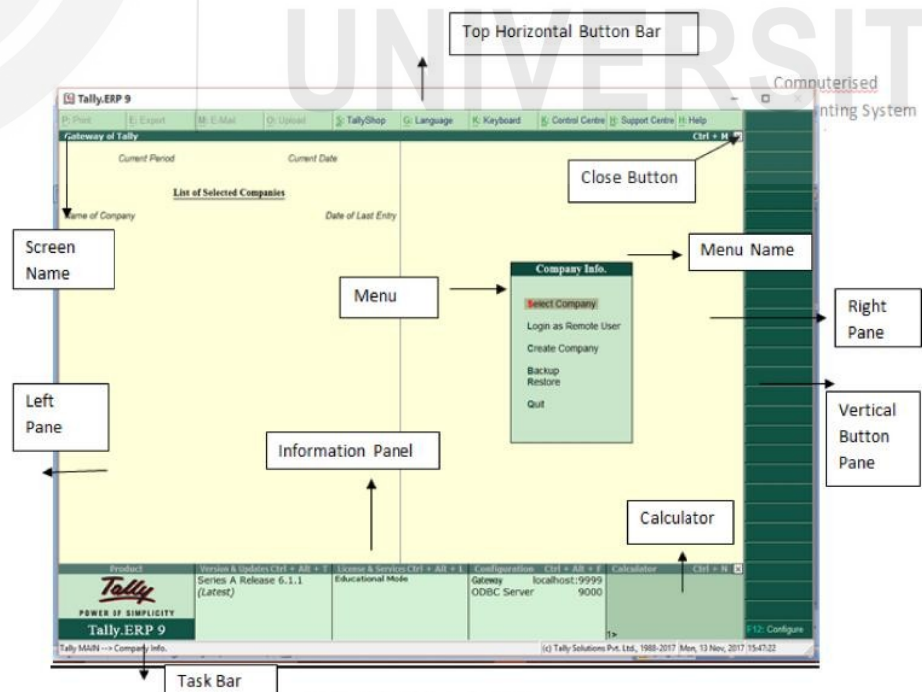 UNIVERSIT
Top Horizontal Button Bar
Computerised
nting System
Tally.ERP 9
P: Print E: Export M: E-Mail O: Upload S: TallyShop G: Language K: Keyboard K: Control Centre H: Support Centre H: Help
Gateway of Tally Ctrl + M
Current Period Current Date
Close Button
List of Selected Companies
Name of Company Date of Last Entry
Screen
Name
Menu Name
Company Info.
Menu
Select Company
Login as Remote User
Create Company
Backup
Restore
Quit
Right
Pane
Left
Pane
Vertical
Button
Pane
Information Panel
Calculator
Product Version & Updates Ctrl + Alt + T License & Services Ctrl + Alt + L Configuration Ctrl + Alt + F Calculator Ctrl + N
Tally
POWER OF SIMPLICITY
Tally.ERP 9
Series A Release 6.1.1
(Latest)
Educational Mode
Gateway localhost:9999
ODBC Server 9000
1>
F12: Configure
Tally MAIN --> Company Info. (c) Tally Solutions Pvt. Ltd., 1988-2017 Mon, 13 Nov, 2017 15:47:22
Task Bar